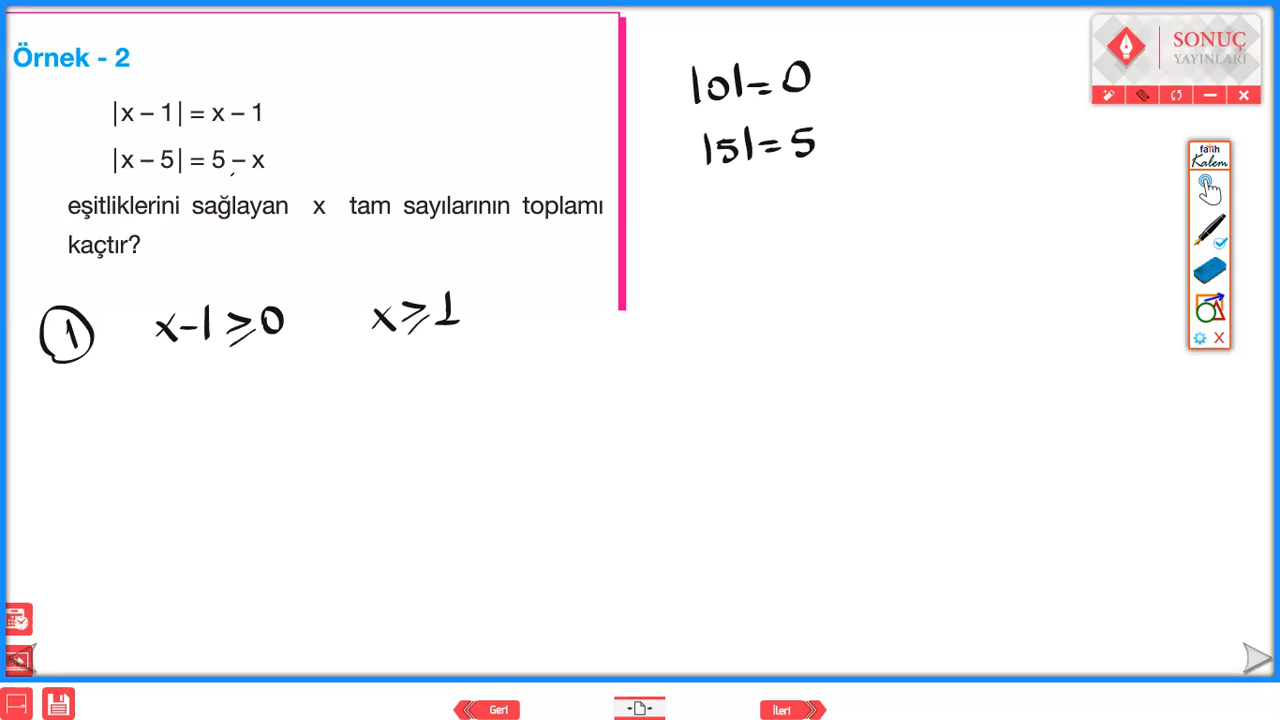 Örnek - 2
|x – 1| = x – 1
|x – 5| = 5 – x
eşitliklerini sağlayan x tam sayılarının toplamı
kaçtır?
1 x-1 ≥ 0 x ≥ 1
|0| = 0
|5| = 5
SONUÇ
YAYINLARI
fatih
Kalem
Geri
İleri